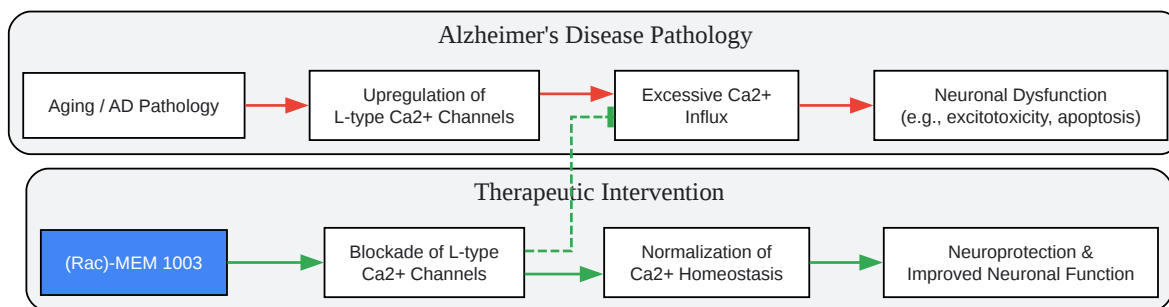 Alzheimer's Disease Pathology
Aging / AD Pathology
Upregulation of
L-type Ca2+ Channels
Excessive Ca2+
Influx
Neuronal Dysfunction
(e.g., excitotoxicity, apoptosis)
Therapeutic Intervention
(Rac)-MEM 1003
Blockade of L-type
Ca2+ Channels
Normalization of
Ca2+ Homeostasis
Neuroprotection &
Improved Neuronal Function